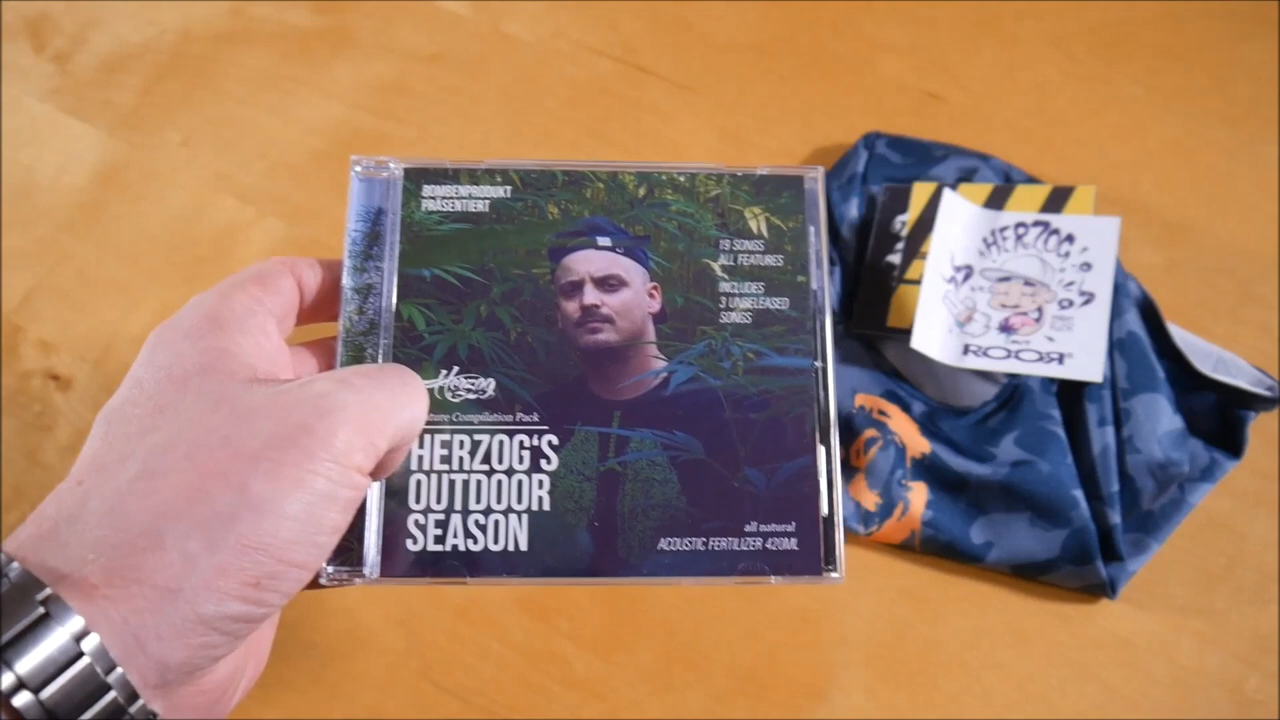 BOMBENPRODUKT
PRÄSENTIERT
19 SONGS
ALL FEATURES
INCLUDES
3 UNRELEASED
SONGS
Herzog
ture Compilation Pack
HERZOG'S
OUTDOOR
SEASON
all natural
ACOUSTIC FERTILIZER 420ML
HERZOG
ROOR